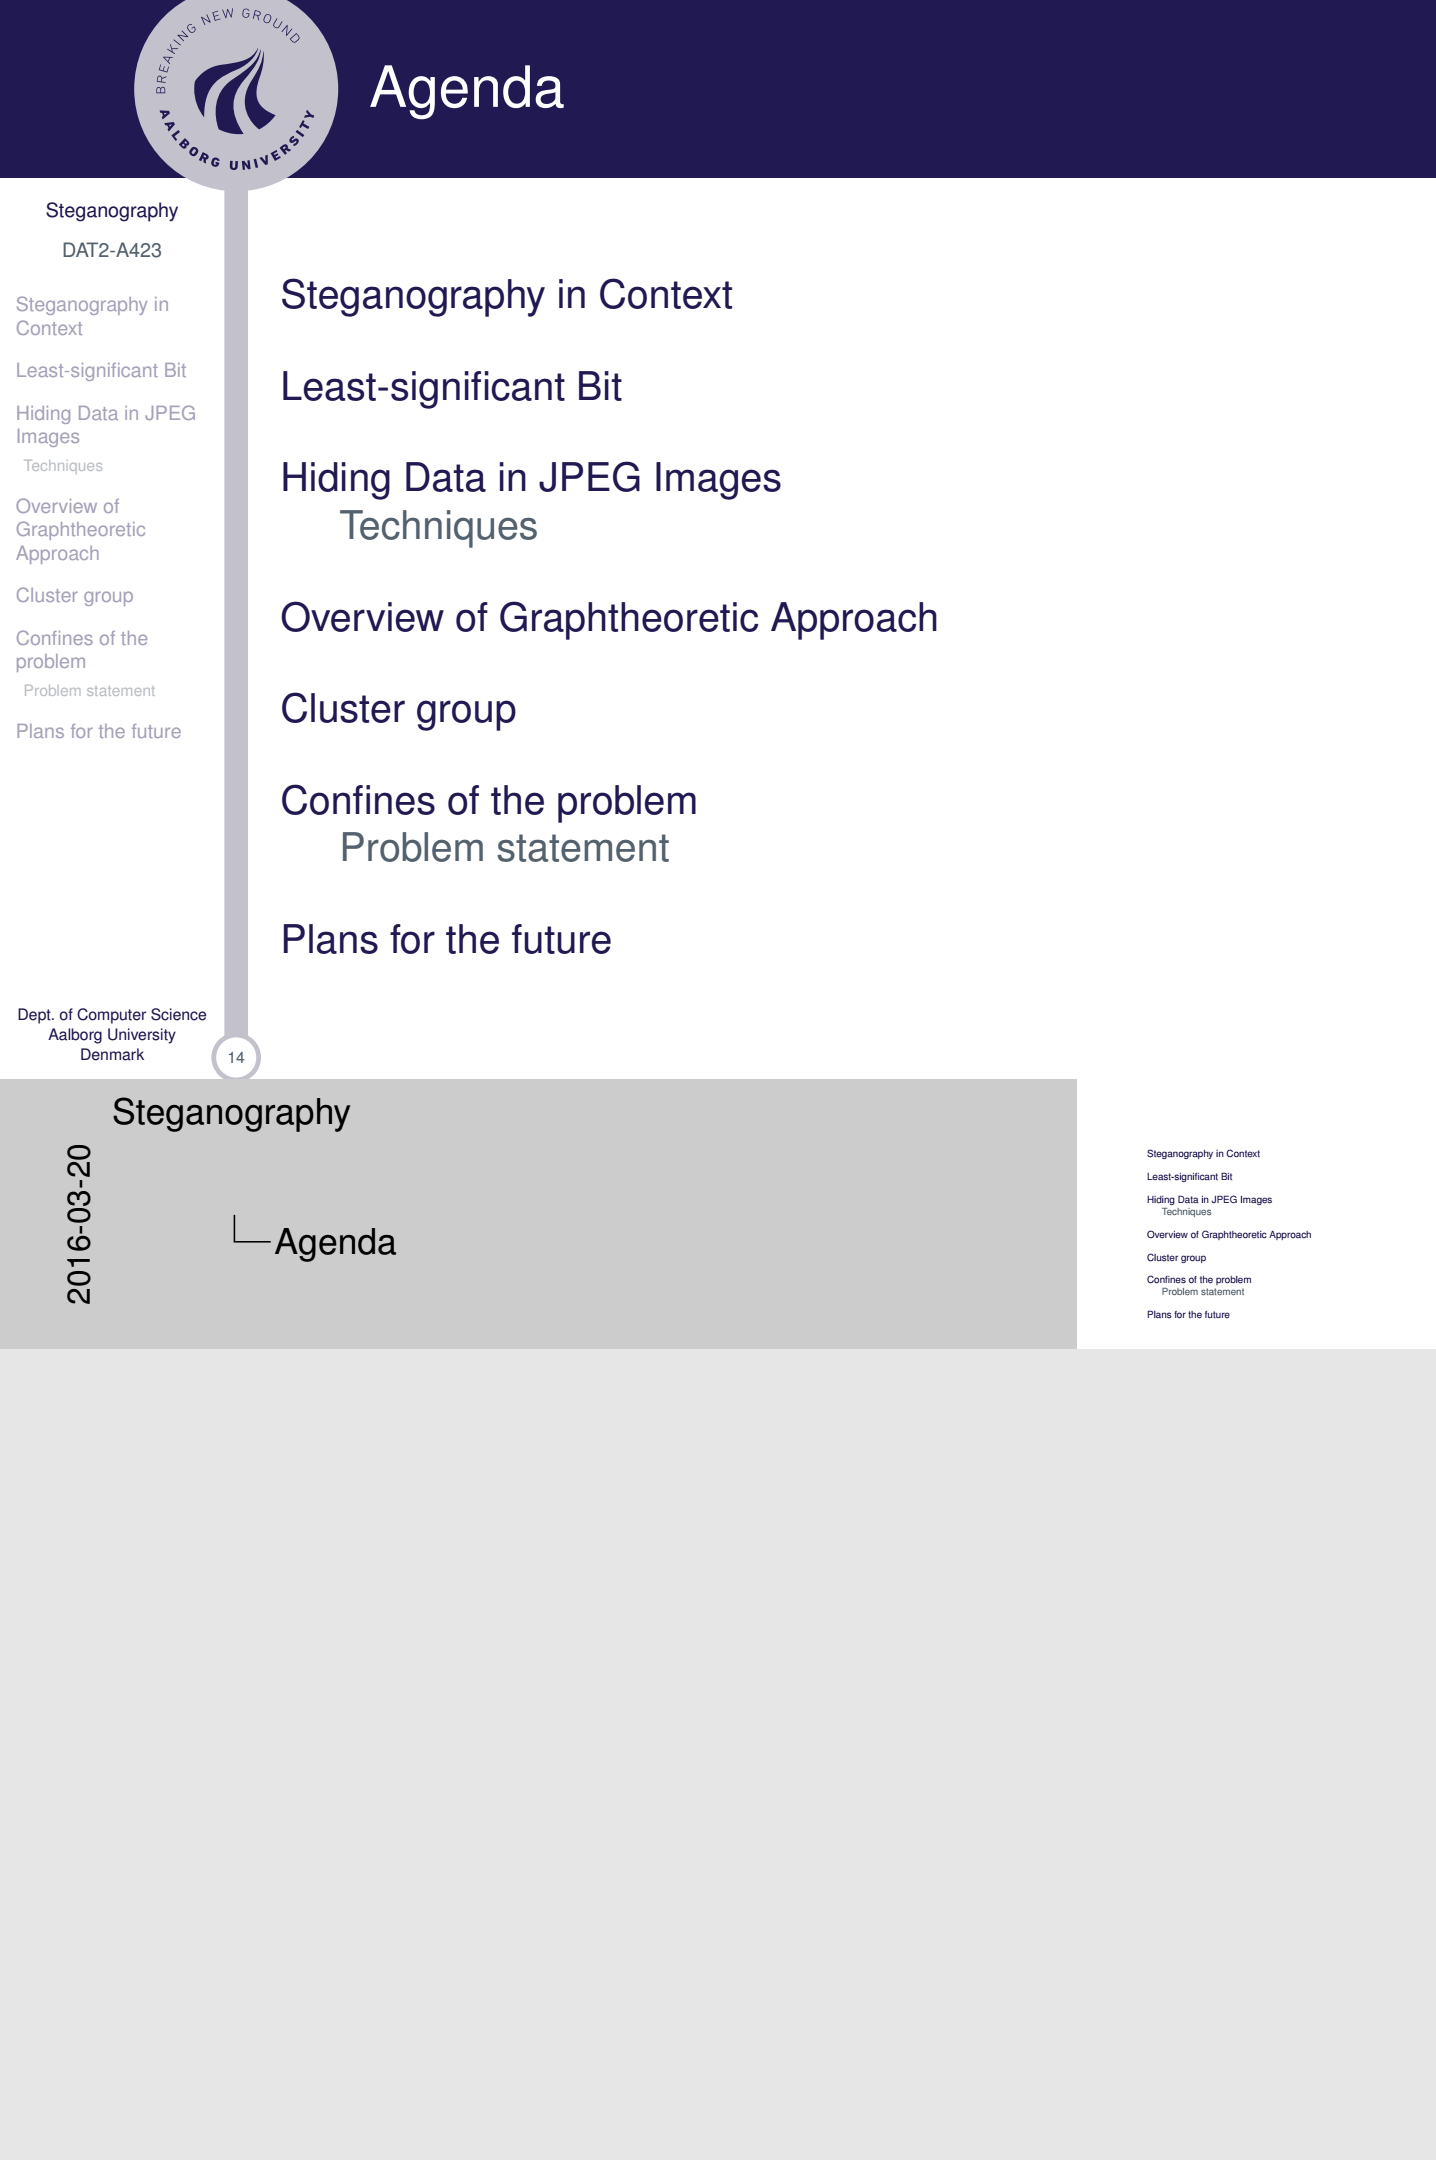 BREAKING NEW GROUND
AALBORG UNIVERSITY
Agenda
Steganography
DAT2-A423
Steganography in
Context
Least-significant Bit
Hiding Data in JPEG
Images
Techniques
Overview of
Graphtheoretic
Approach
Cluster group
Confines of the
problem
Problem statement
Plans for the future
Dept. of Computer Science
Aalborg University
Denmark
14
Steganography in Context
Least-significant Bit
Hiding Data in JPEG Images
Techniques
Overview of Graphtheoretic Approach
Cluster group
Confines of the problem
Problem statement
Plans for the future
2016-03-20
Steganography
Agenda
Steganography in Context
Least-significant Bit
Hiding Data in JPEG Images
Techniques
Overview of Graphtheoretic Approach
Cluster group
Confines of the problem
Problem statement
Plans for the future